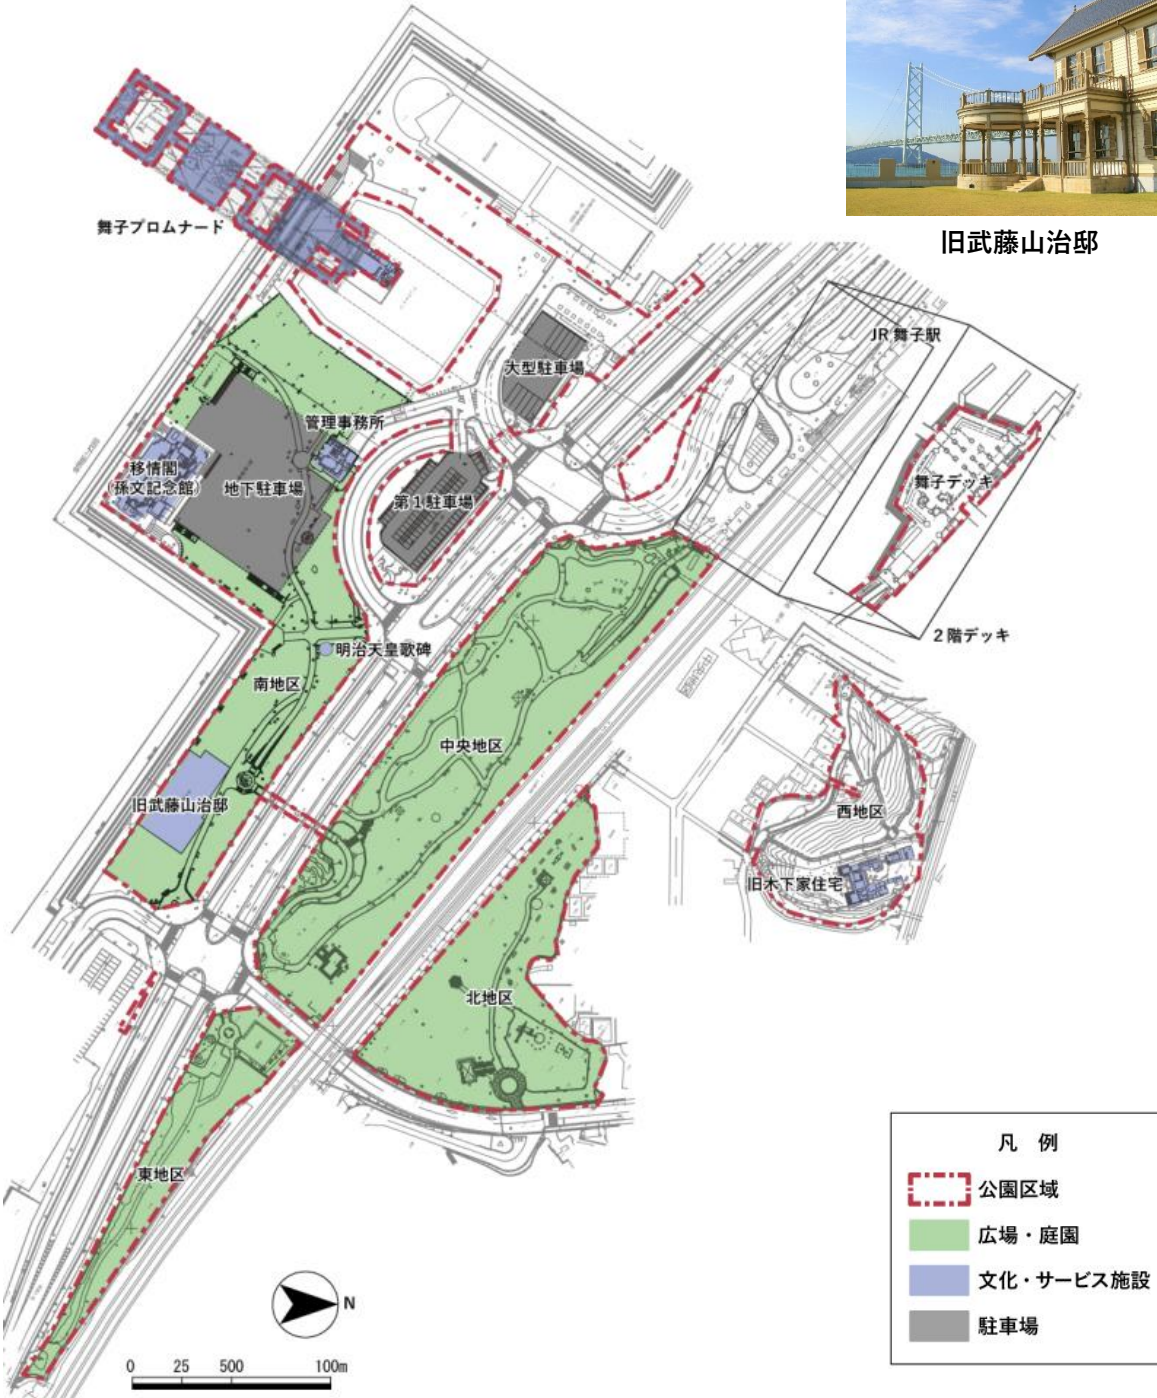 旧武藤山治邸
舞子プロムナード
JR 舞子駅
大型駐車場
管理事務所
移情閣
(孫文記念館)
地下駐車場
第1駐車場
舞子デッキ
2階デッキ
明治天皇歌碑
南地区
中央地区
旧武藤山治邸
西地区
旧木下家住宅
北地区
東地区
N
0 25 500 100m
凡 例
公園区域
広場・庭園
文化・サービス施設
駐車場